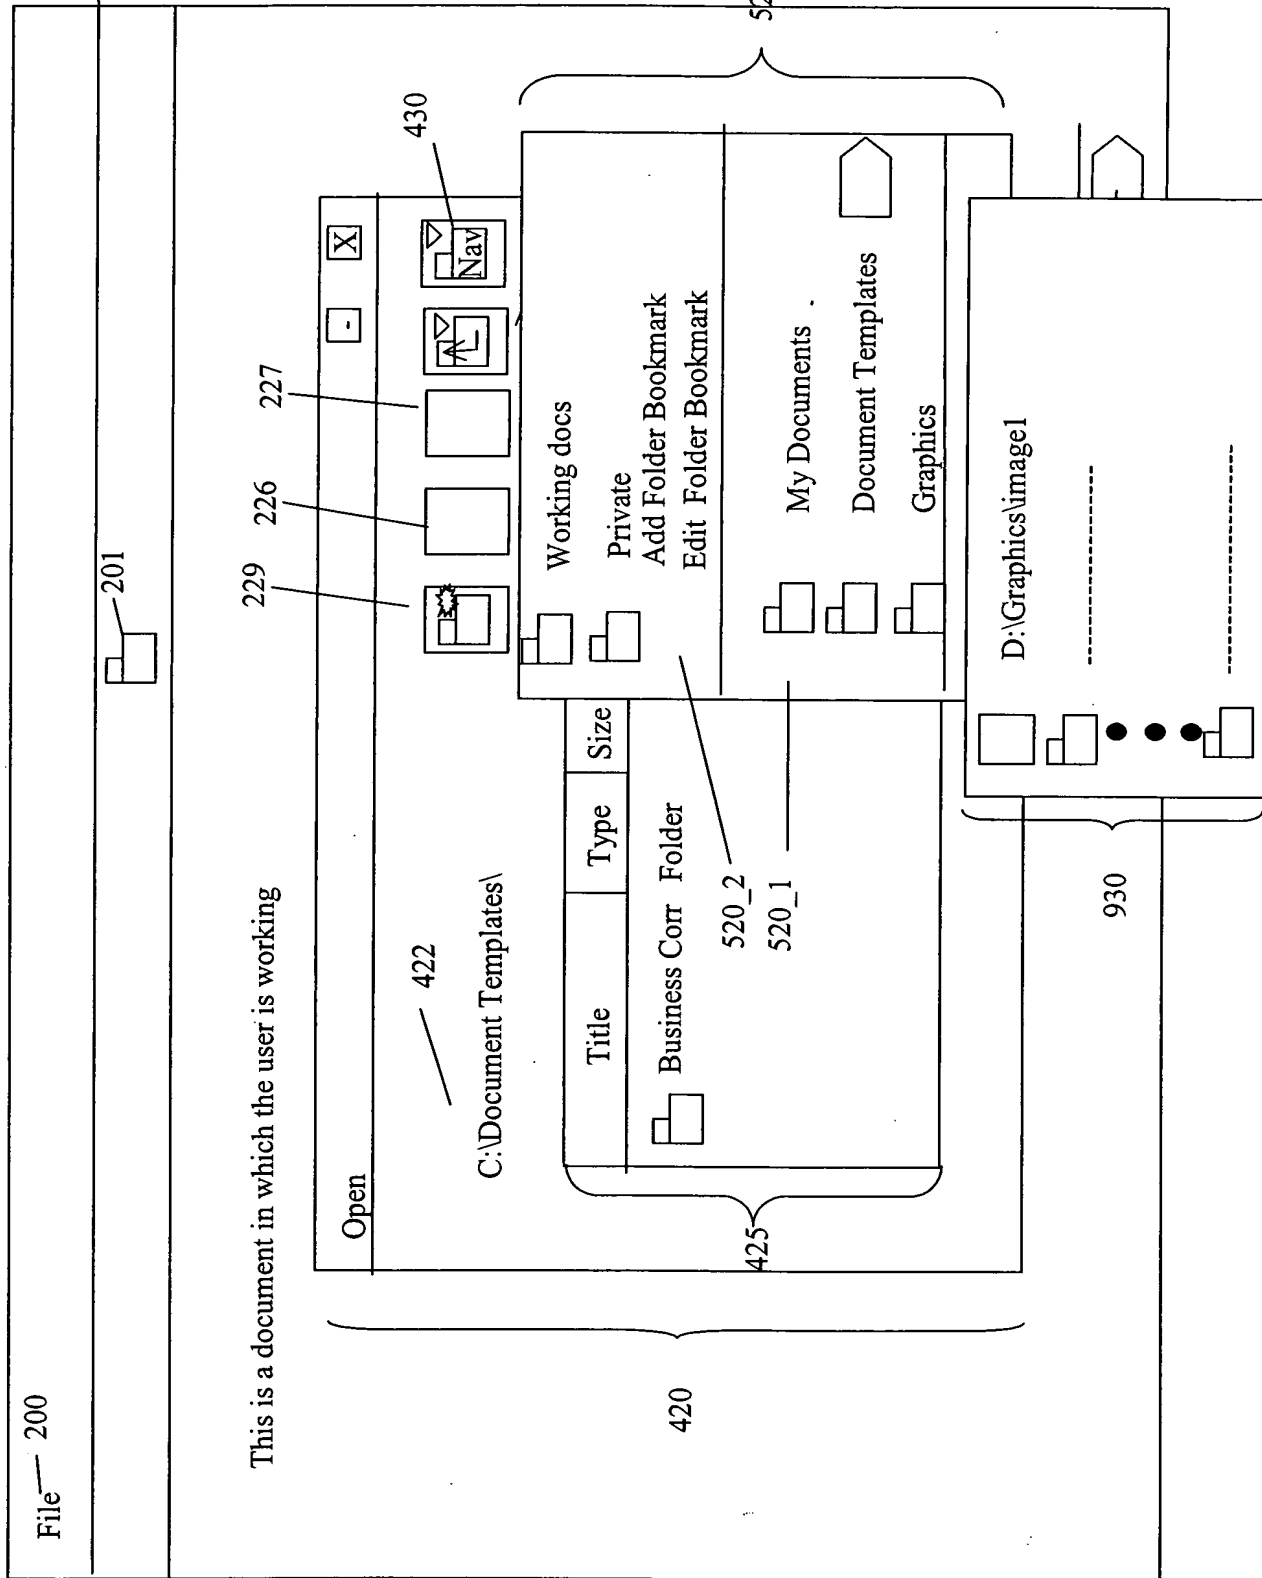 File 200
201
This is a document in which the user is working
229
226
227
Open
-
X
422
430
C:\Document Templates\
Nav
Title
Type
Size
Business Corr Folder
Working docs
Private
Add Folder Bookmark
Edit Folder Bookmark
520_2
520_1
My Documents
Document Templates
Graphics
425
420
D:\Graphics\image1
930